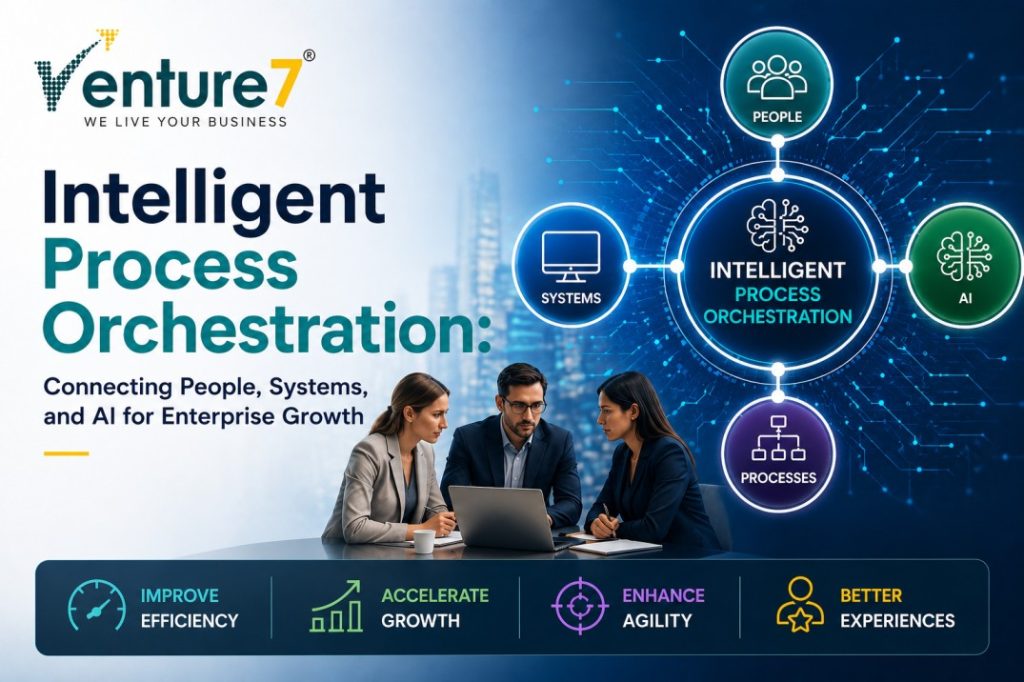 Venture7®
WE LIVE YOUR BUSINESS
Intelligent
Process
Orchestration:
Connecting People, Systems,
and AI for Enterprise Growth
PEOPLE
SYSTEMS
INTELLIGENT
PROCESS
ORCHESTRATION
AI
PROCESSES
IMPROVE
EFFICIENCY
ACCELERATE
GROWTH
ENHANCE
AGILITY
BETTER
EXPERIENCES